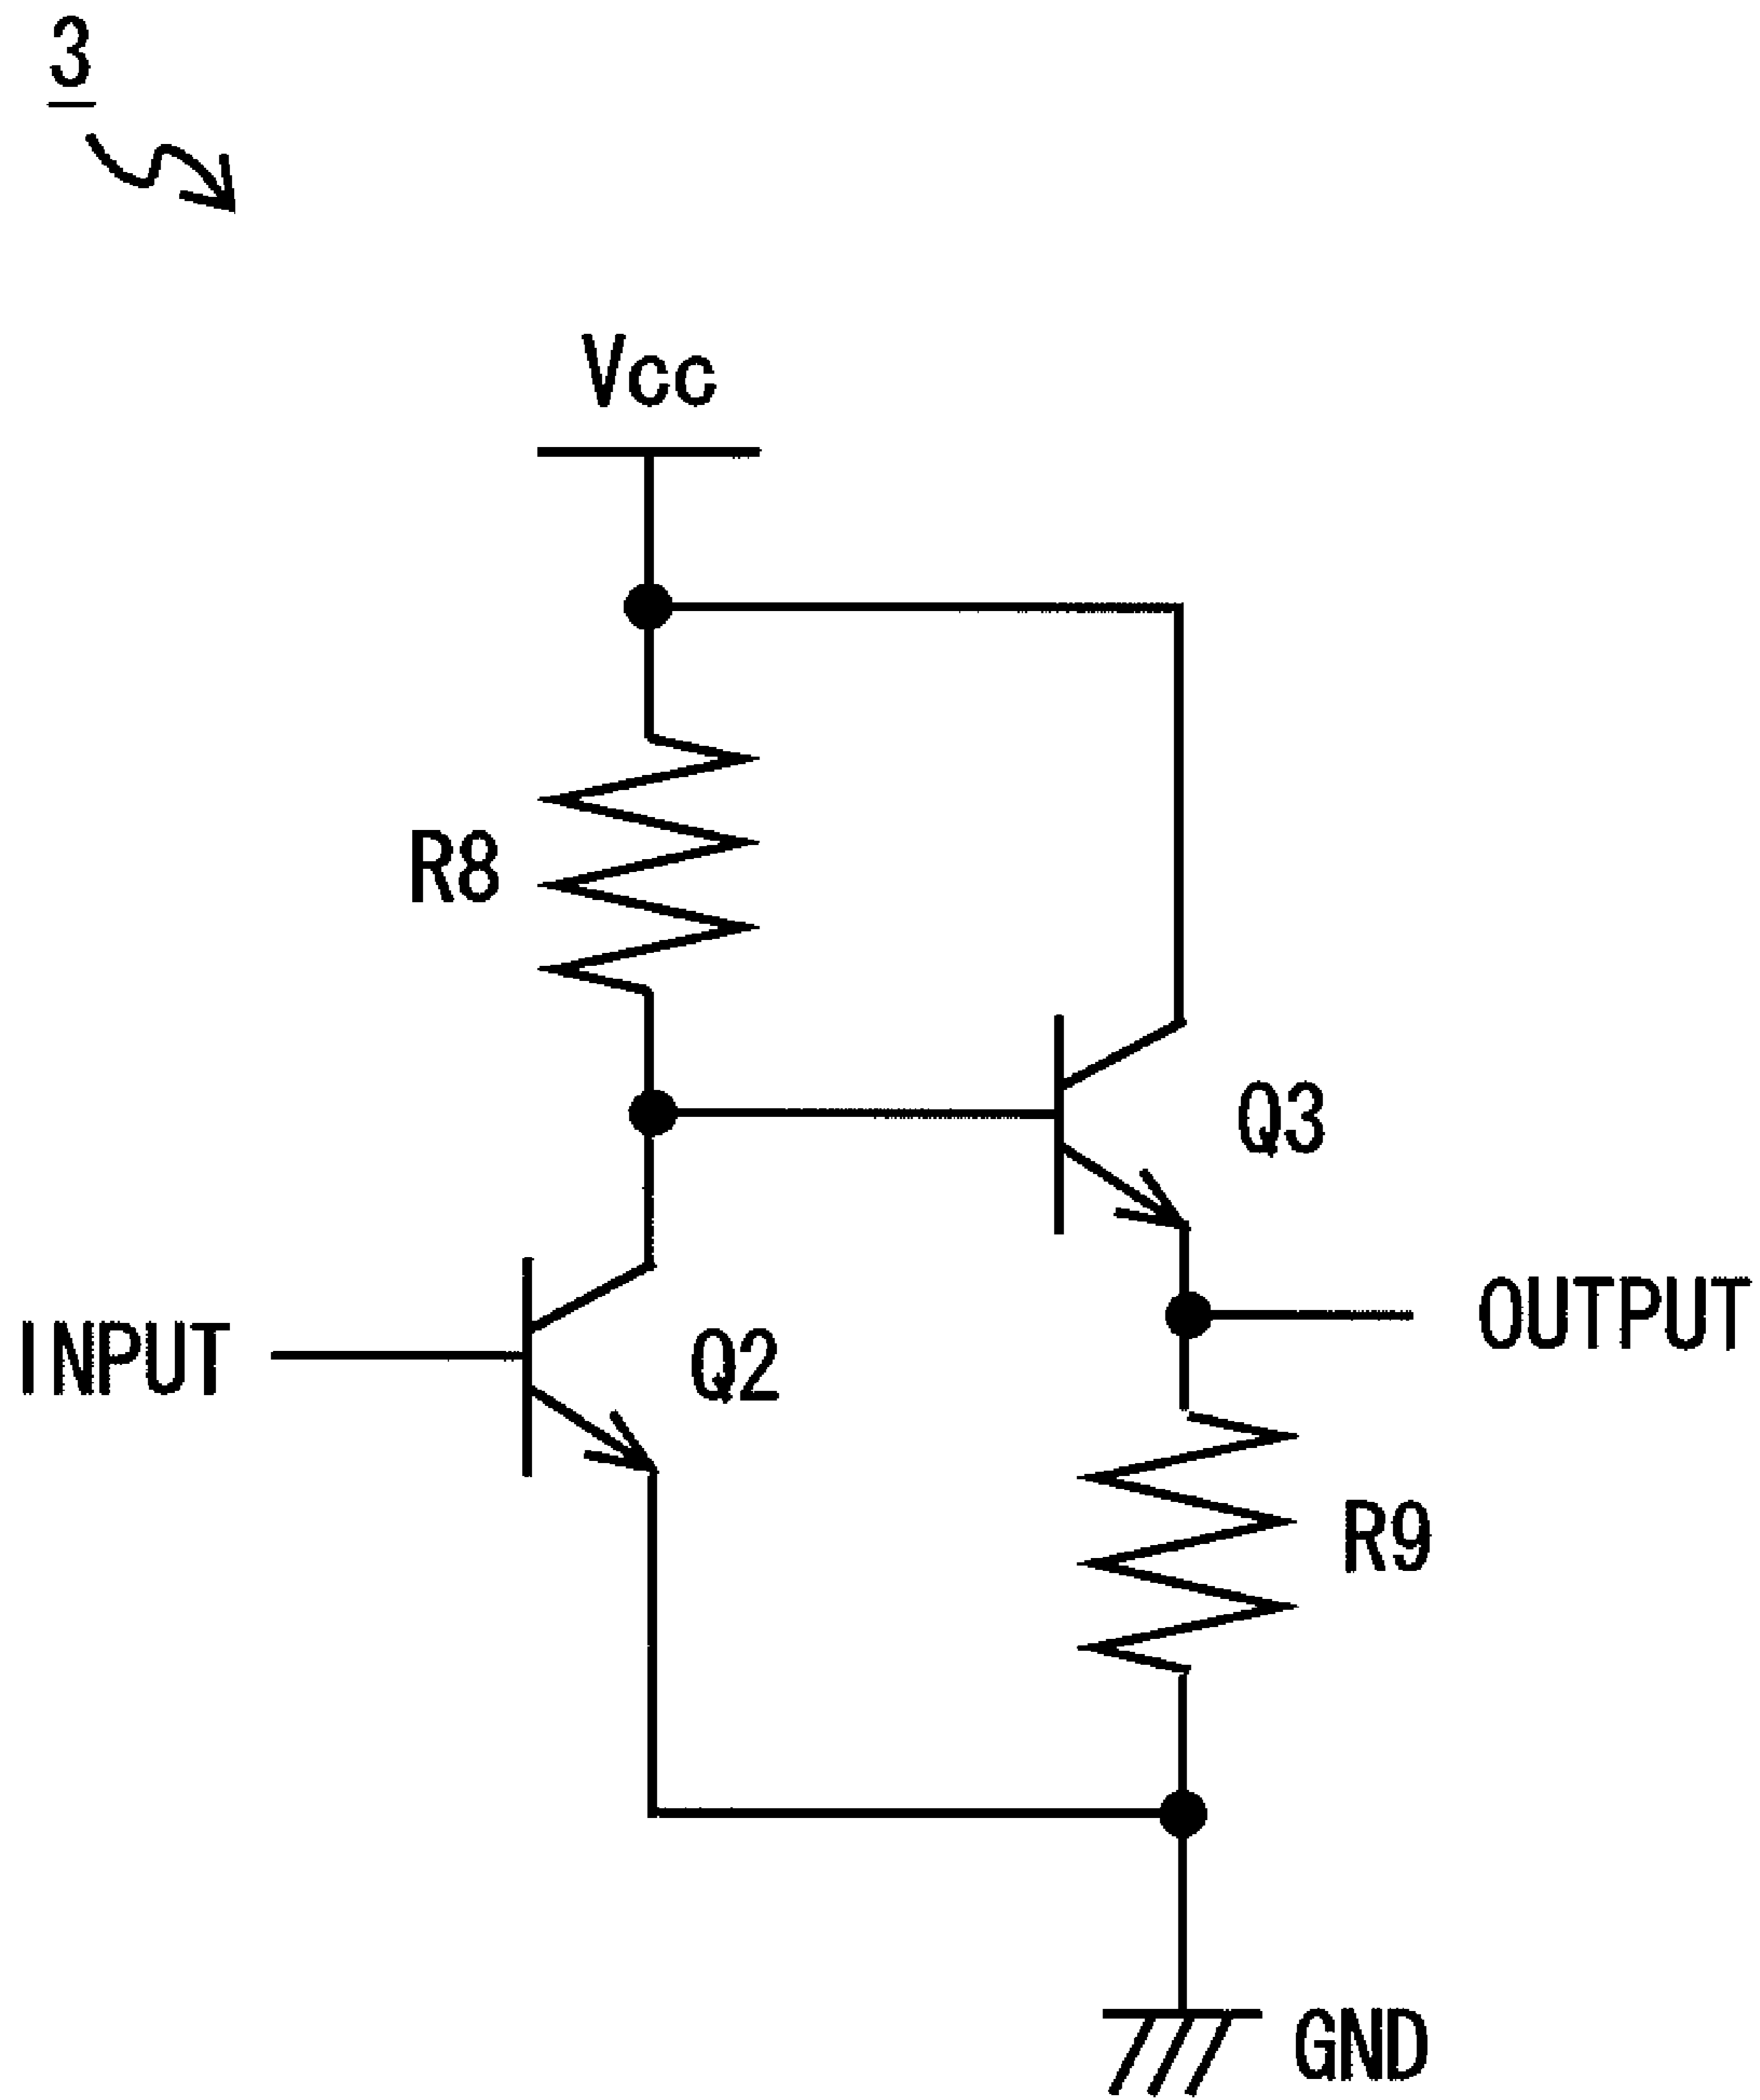 3
Vcc
R8
Q3
INPUT
Q2
OUTPUT
R9
GND